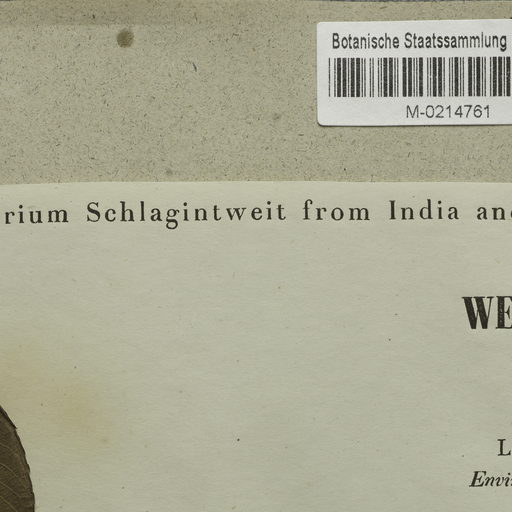 Botanische Staatssammlung
M-0214761
rium Schlagintweit from India and
WE
L
Envi